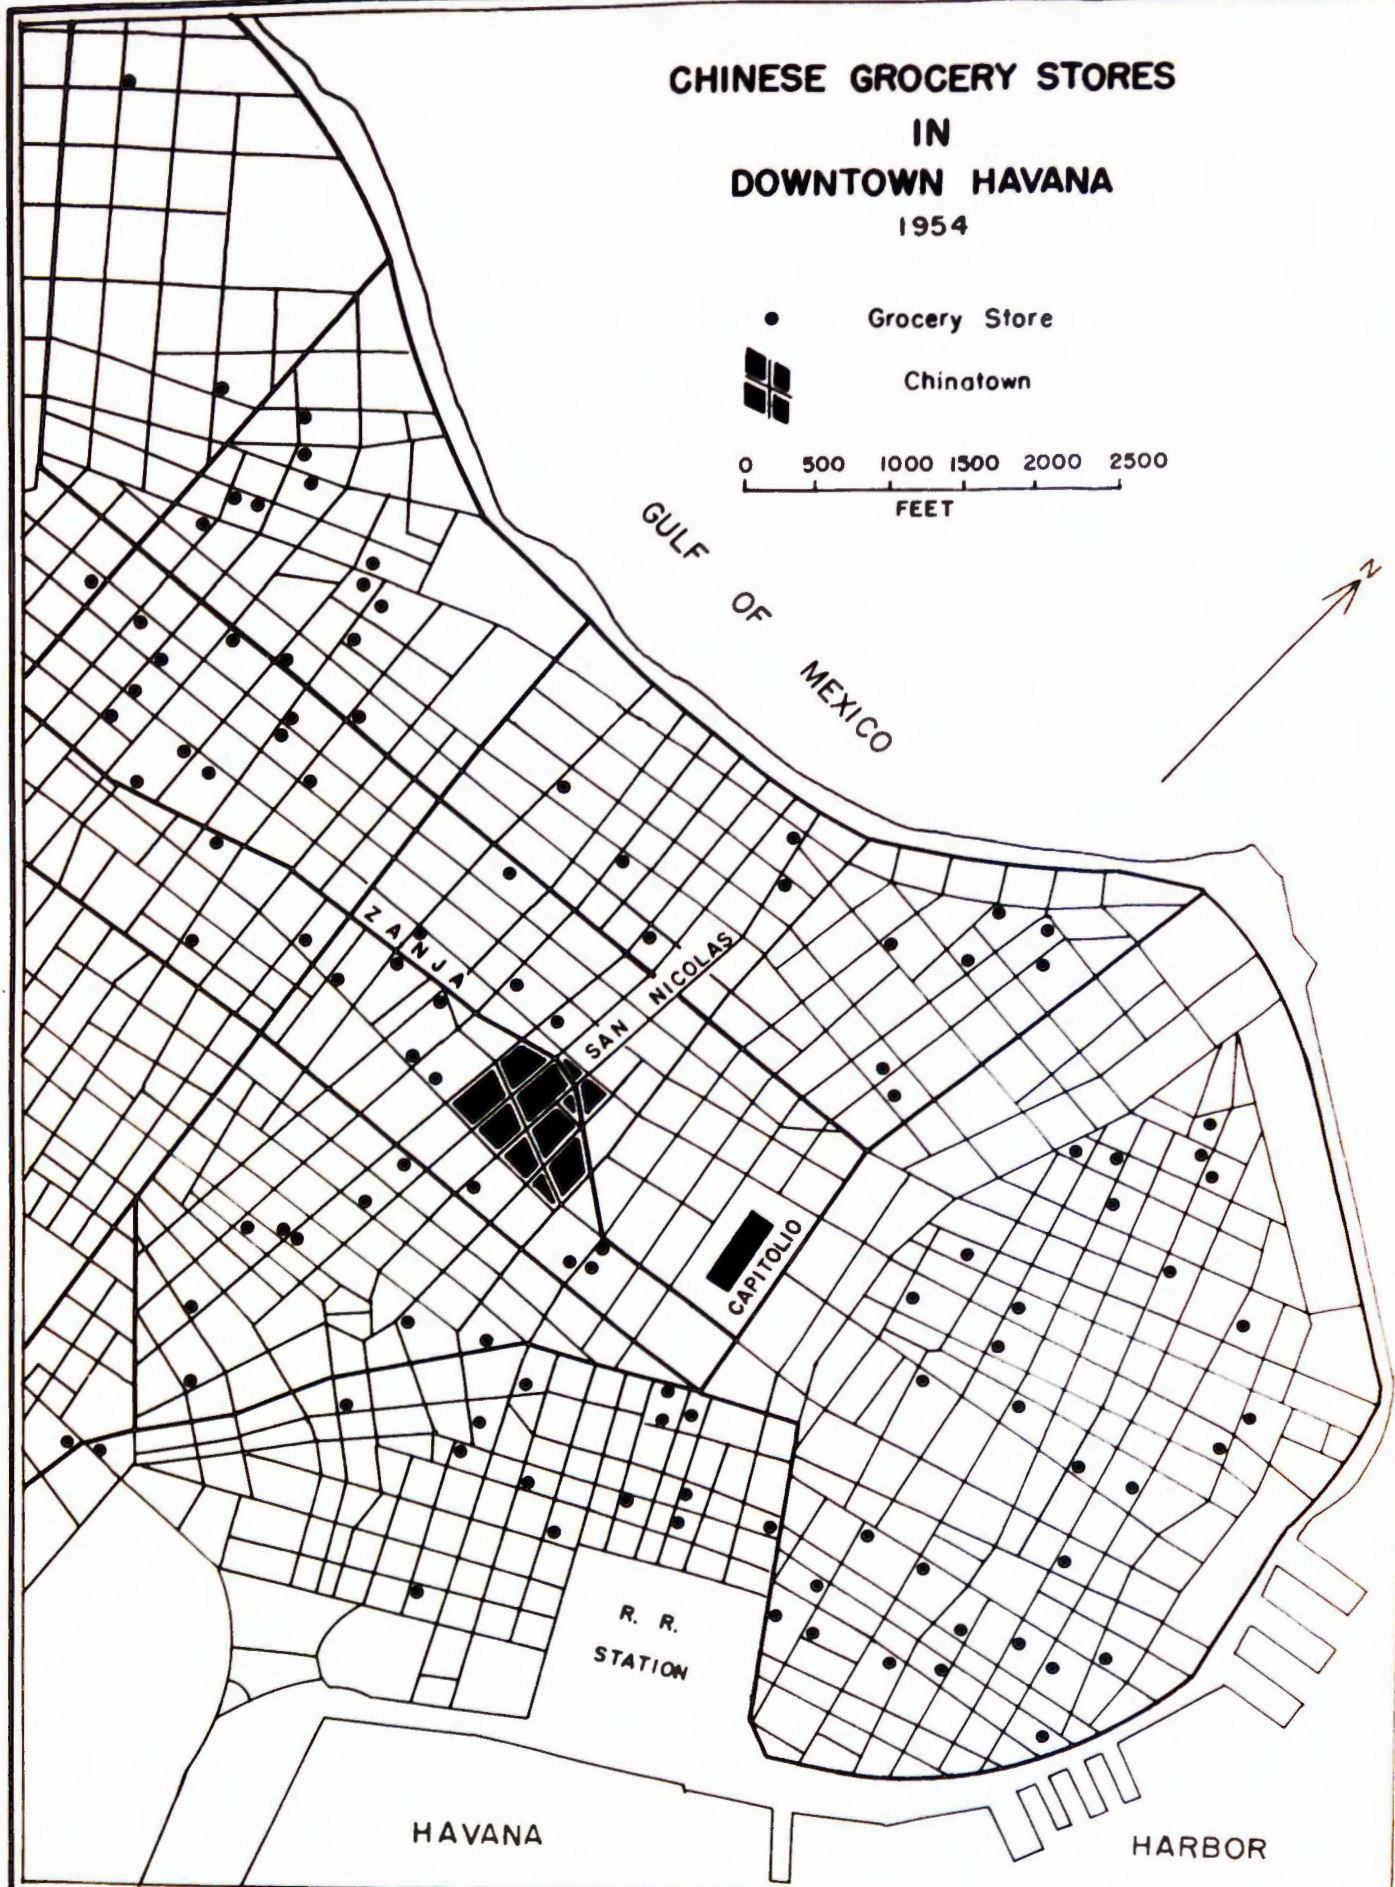 CHINESE GROCERY STORES
IN
DOWNTOWN HAVANA
1954
Grocery Store
Chinatown
0 500 1000 1500 2000 2500
FEET
GULF
OF
MEXICO
N
ZANJA
SAN NICOLAS
CAPITOLIO
R. R.
STATION
HAVANA
HARBOR